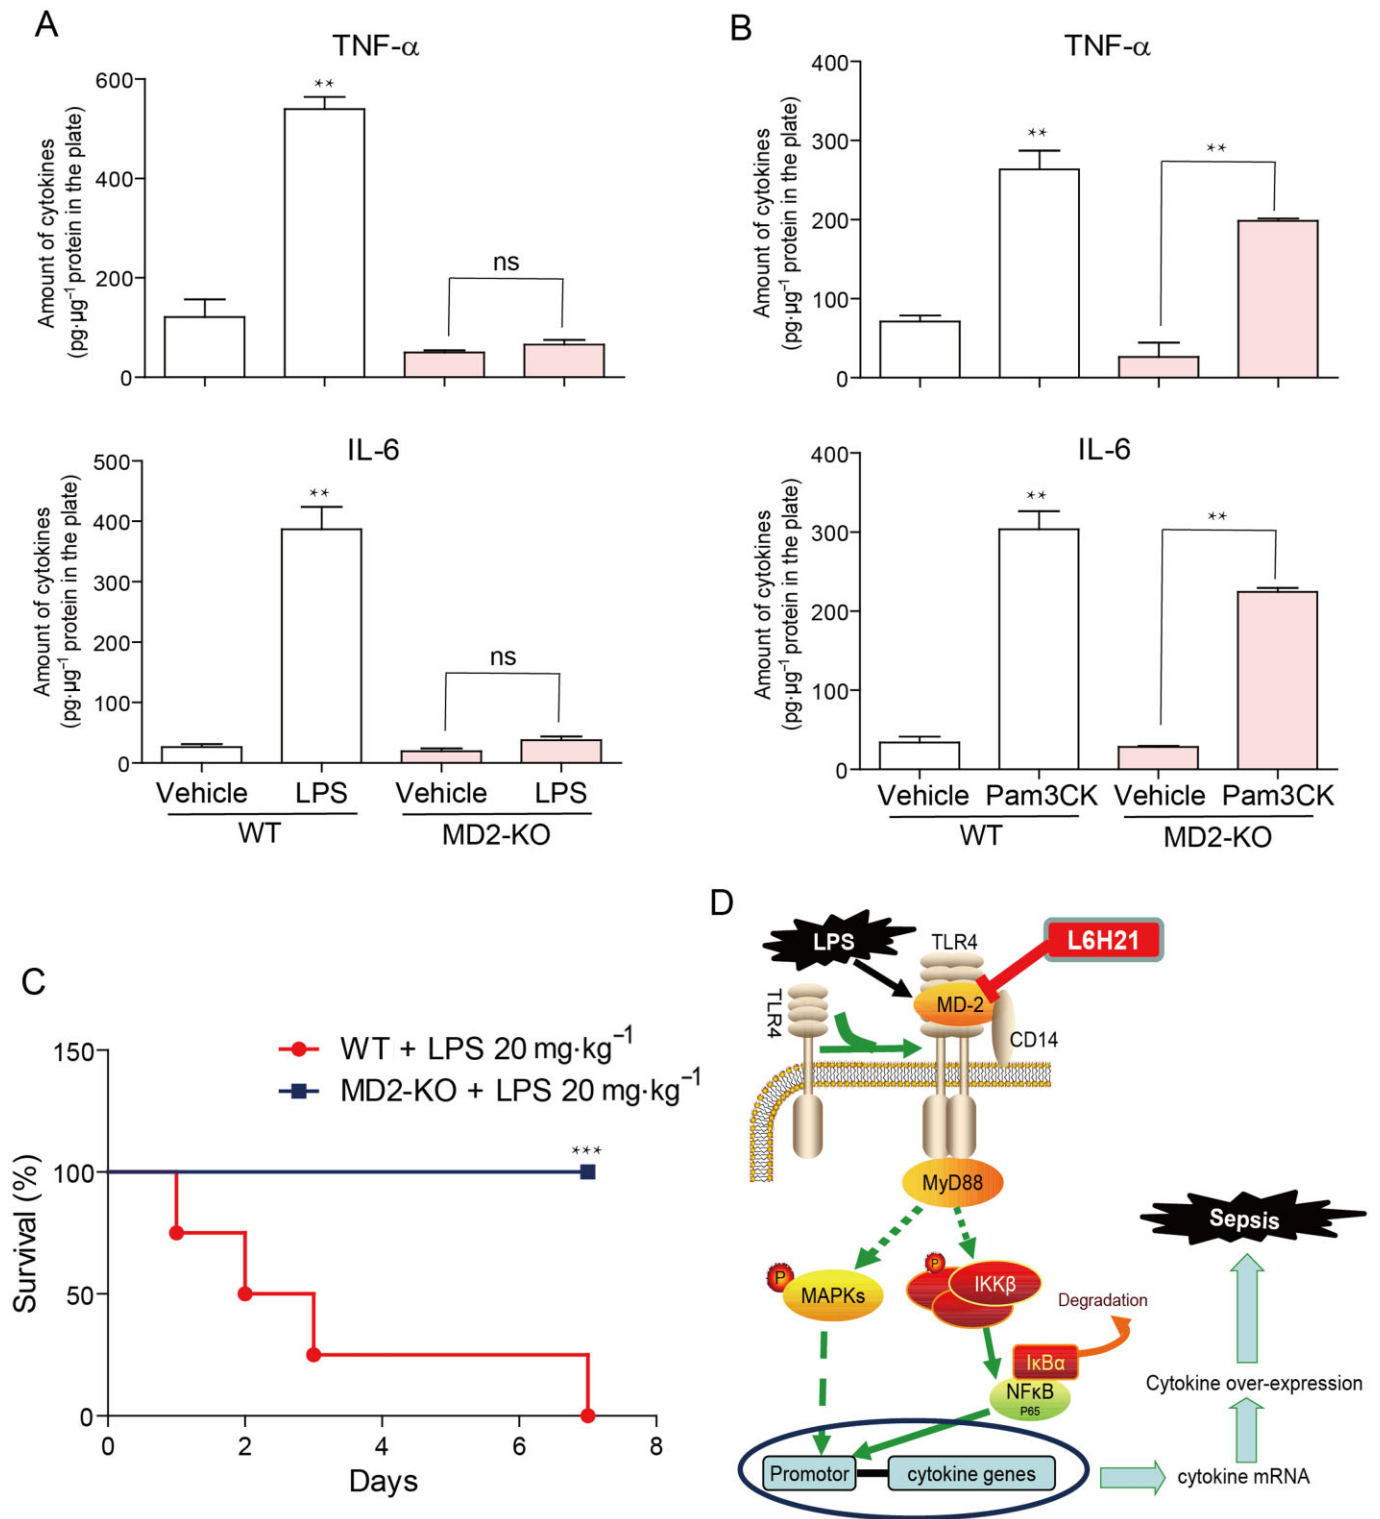 A
TNF-α
Amount of cytokines
(pg·µg⁻¹ protein in the plate)
600
400
200
0
**
ns
IL-6
Amount of cytokines
(pg·µg⁻¹ protein in the plate)
500
400
300
200
100
0
**
ns
Vehicle LPS Vehicle LPS
WT MD2-KO
B
TNF-α
Amount of cytokines
(pg·µg⁻¹ protein in the plate)
400
300
200
100
0
**
**
IL-6
Amount of cytokines
(pg·µg⁻¹ protein in the plate)
400
300
200
100
0
**
**
Vehicle Pam3CK Vehicle Pam3CK
WT MD2-KO
C
WT + LPS 20 mg·kg⁻¹
MD2-KO + LPS 20 mg·kg⁻¹
Survival (%)
150
100
50
0
***
0 2 4 6 8
Days
D
LPS
TLR4
L6H21
TLR4
MD-2
CD14
MyD88
Sepsis
P
MAPKs
P
IKKβ
Degradation
IκBα
NFκB
P65
Cytokine over-expression
Promotor
cytokine genes
cytokine mRNA